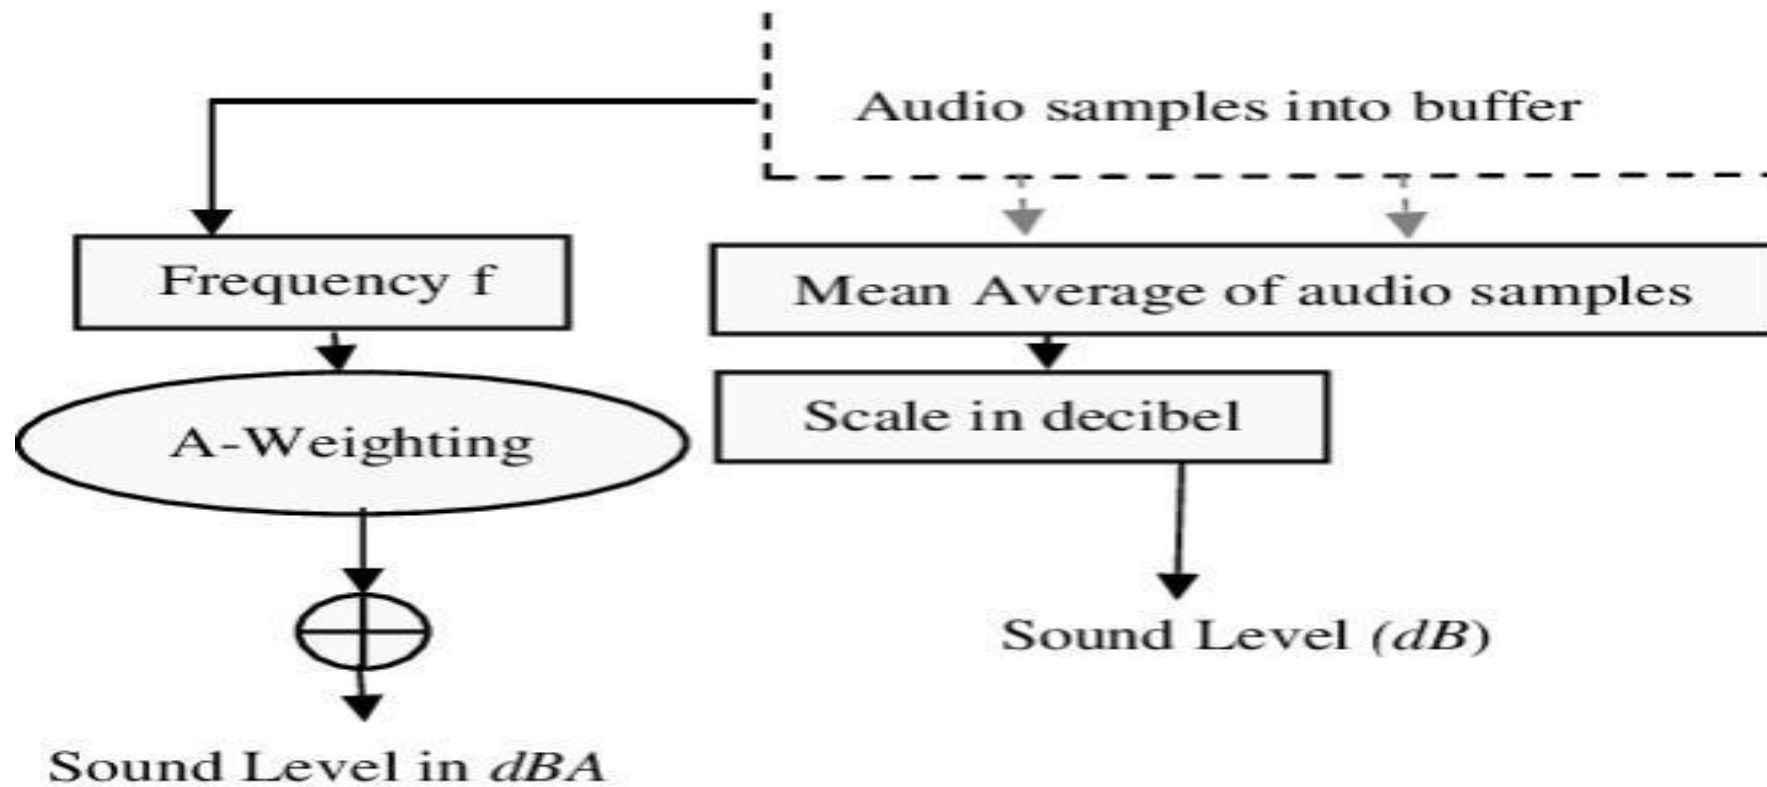 Audio samples into buffer
Frequency f
Mean Average of audio samples
A-Weighting
Scale in decibel
Sound Level (dB)
Sound Level in dBA